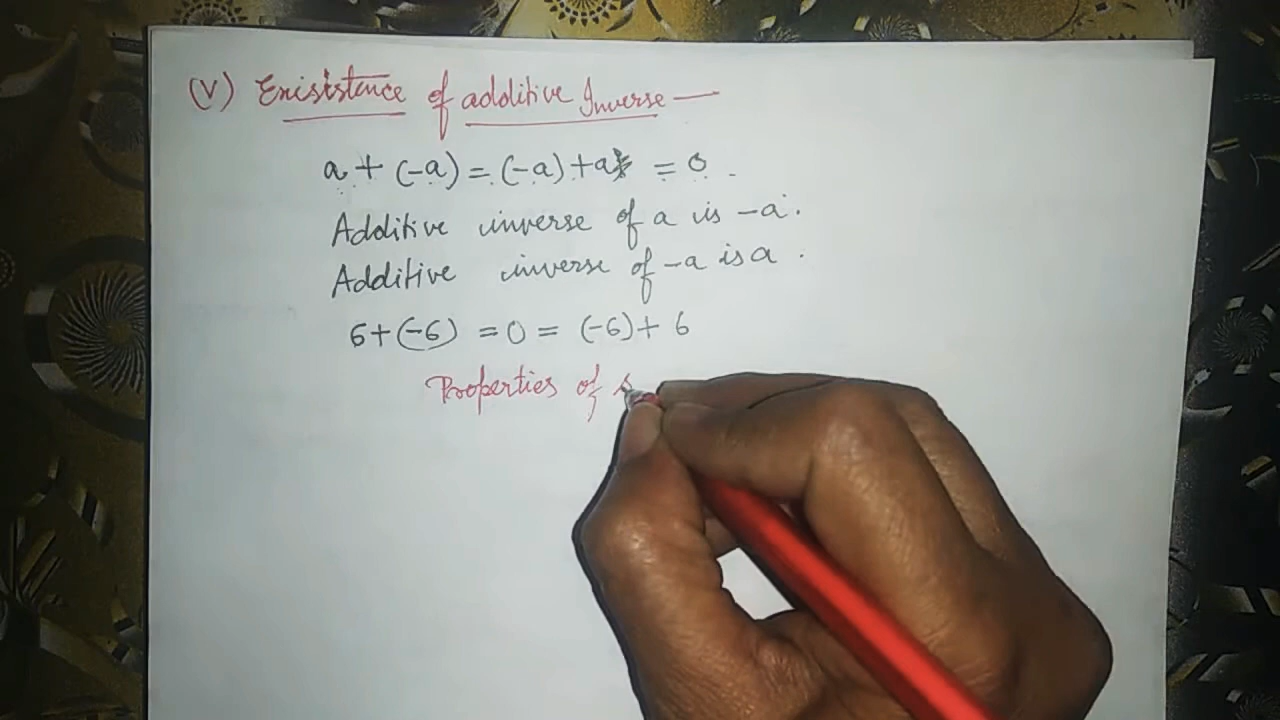 (V) Exisistence of additive Inverse —
a + (-a) = (-a) + a = 0 .
Additive inverse of a is -a .
Additive inverse of -a is a .
6+(-6) = 0 = (-6)+ 6
Properties of